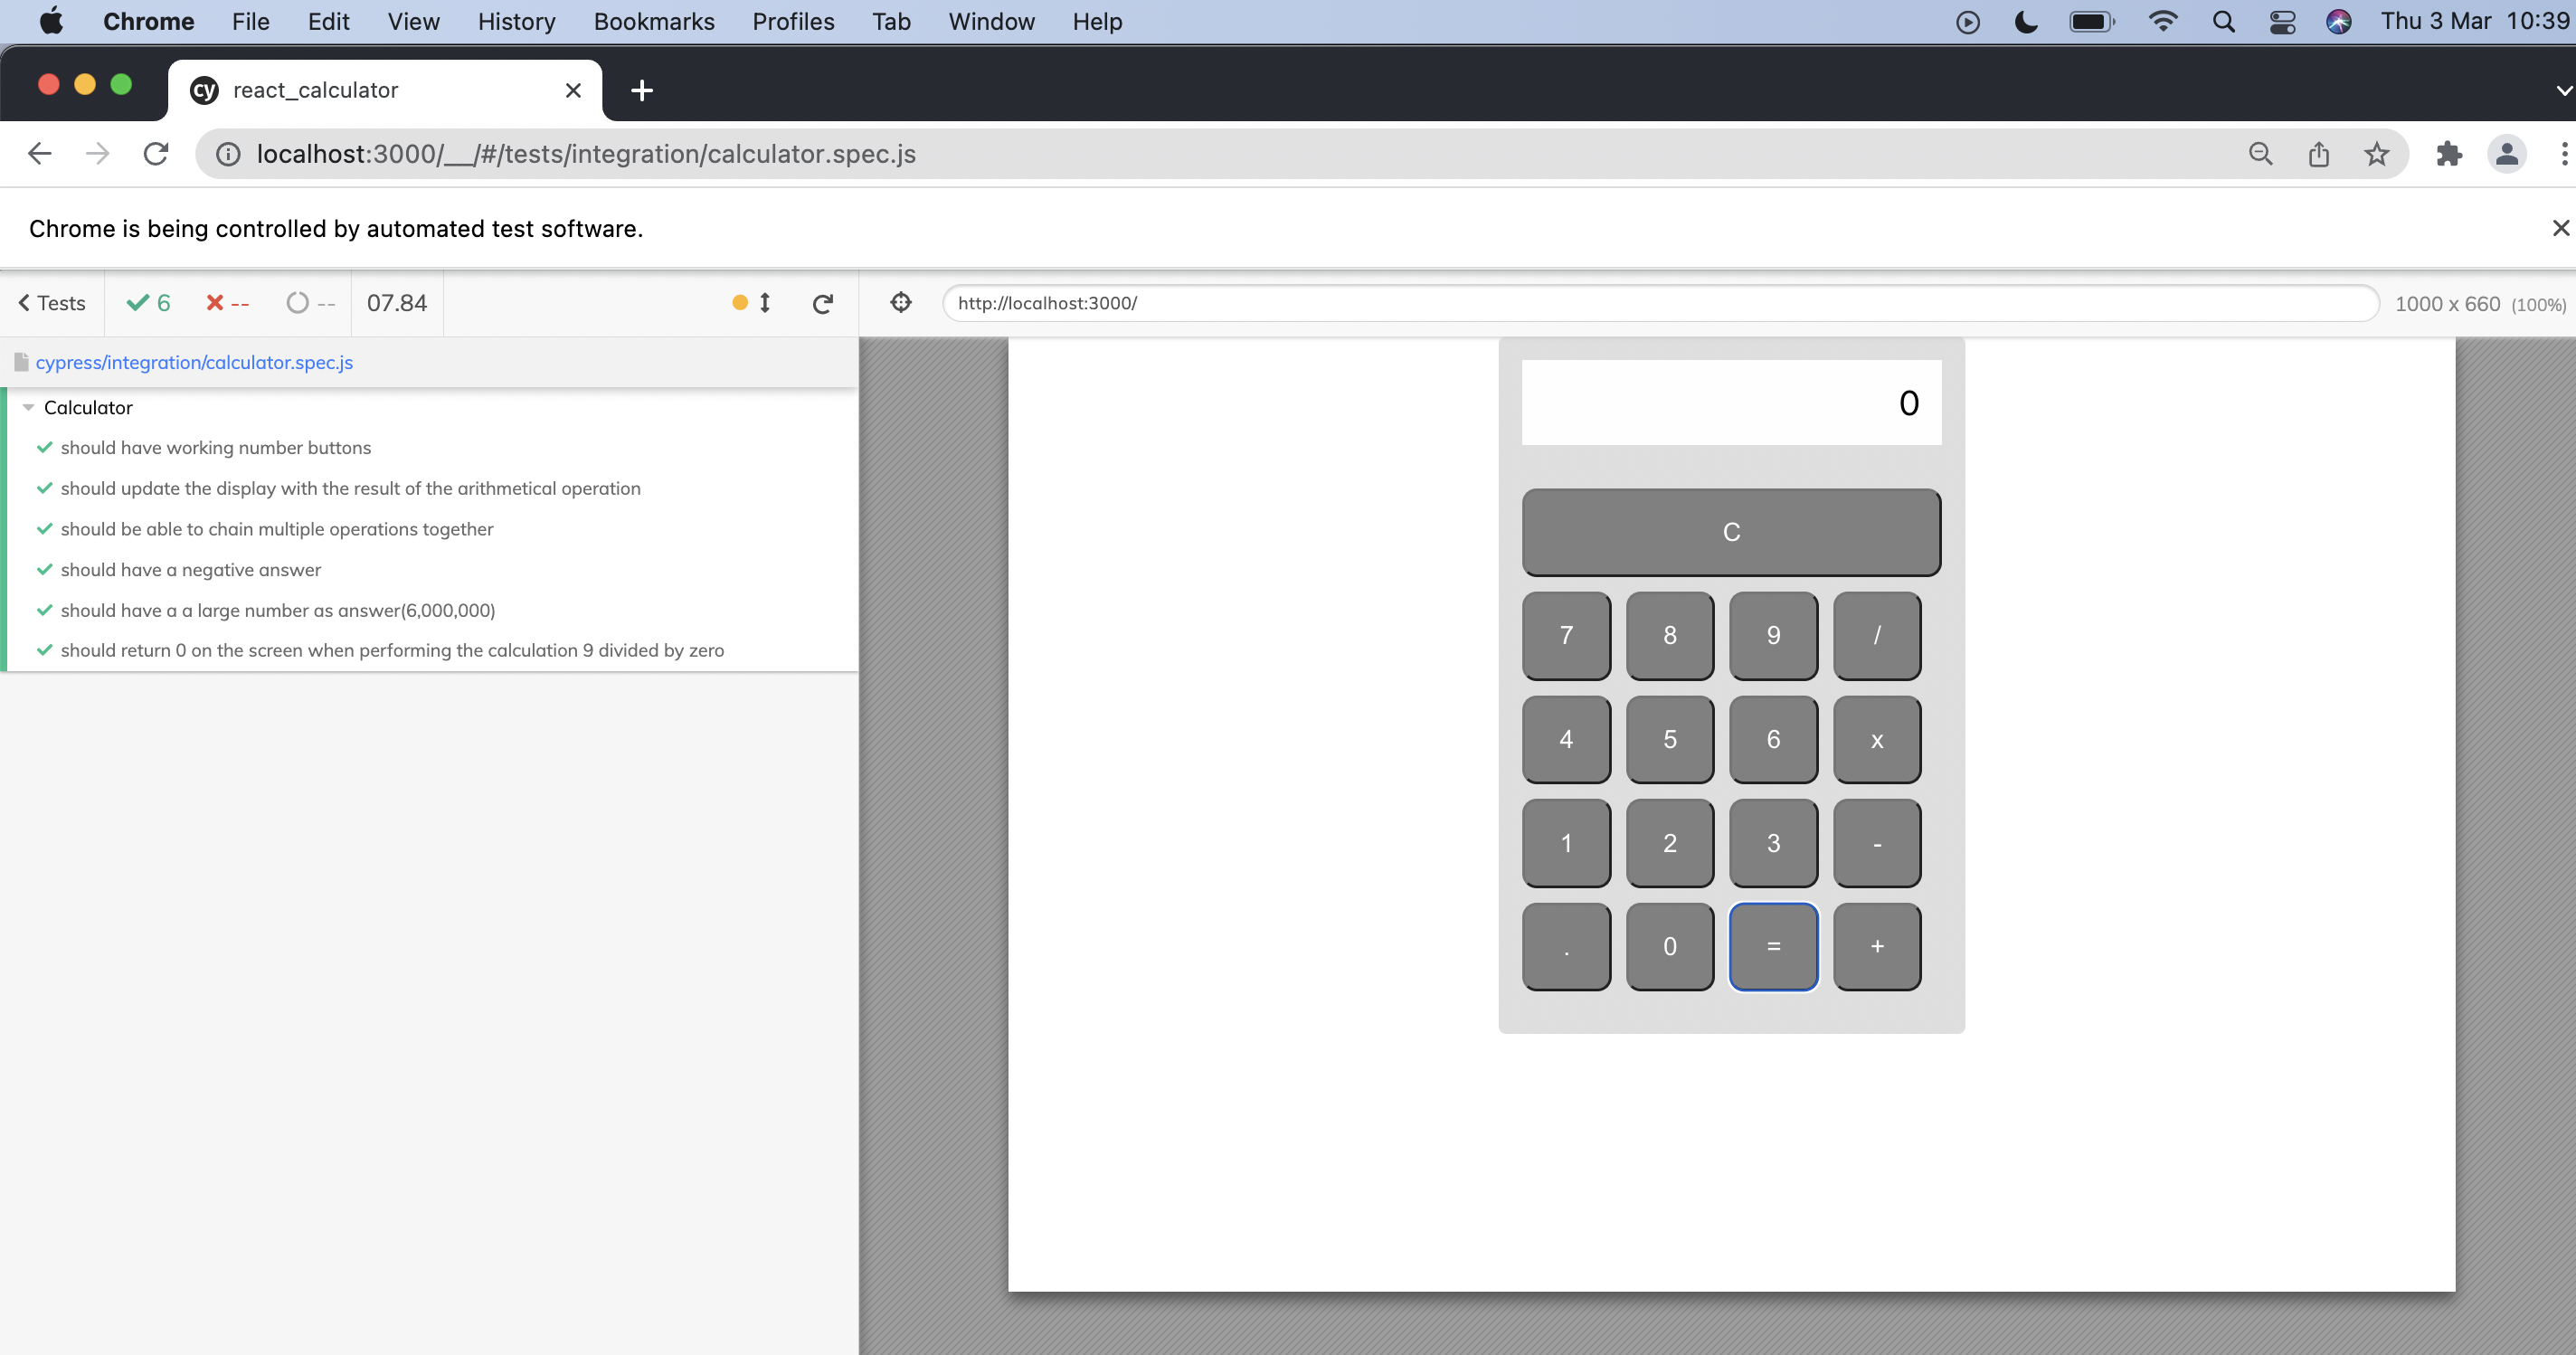 Chrome File Edit View History Bookmarks Profiles Tab Window Help Thu 3 Mar 10:39
cy react_calculator
localhost:3000/__/#/tests/integration/calculator.spec.js
Chrome is being controlled by automated test software.
Tests 6 -- -- 07.84 http://localhost:3000/ 1000 x 660 (100%)
cypress/integration/calculator.spec.js
Calculator
should have working number buttons
should update the display with the result of the arithmetical operation
should be able to chain multiple operations together
should have a negative answer
should have a a large number as answer(6,000,000)
should return 0 on the screen when performing the calculation 9 divided by zero
0
C
7 8 9 /
4 5 6 x
1 2 3 -
. 0 = +